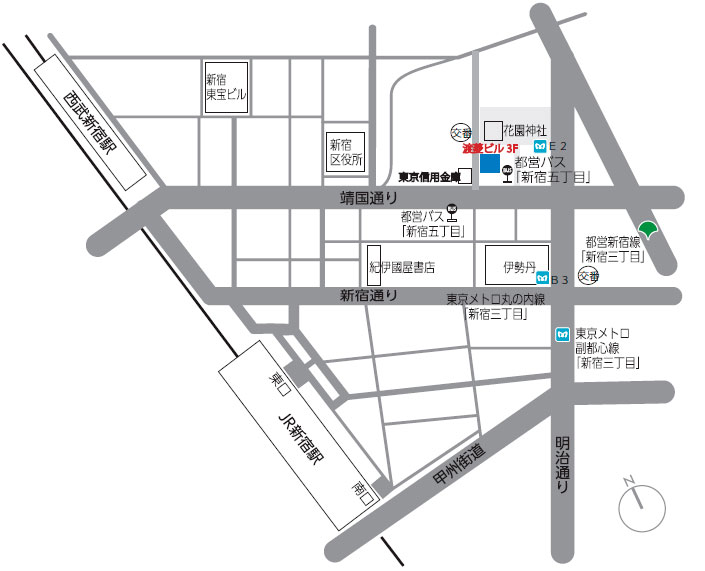 新宿
東宝ビル
西武新宿駅
新宿
区役所
交番
花園神社
波菱ビル 3F
E2
東京信用金庫
BUS
都営バス
「新宿五丁目」
靖国通り
BUS
都営バス
「新宿五丁目」
都営新宿線
「新宿三丁目」
紀伊國屋書店
伊勢丹
B3
交番
新宿通り
東京メトロ丸の内線
「新宿三丁目」
東京メトロ
副都心線
「新宿三丁目」
東口
JR新宿駅
南口
甲州街道
明治通り
N